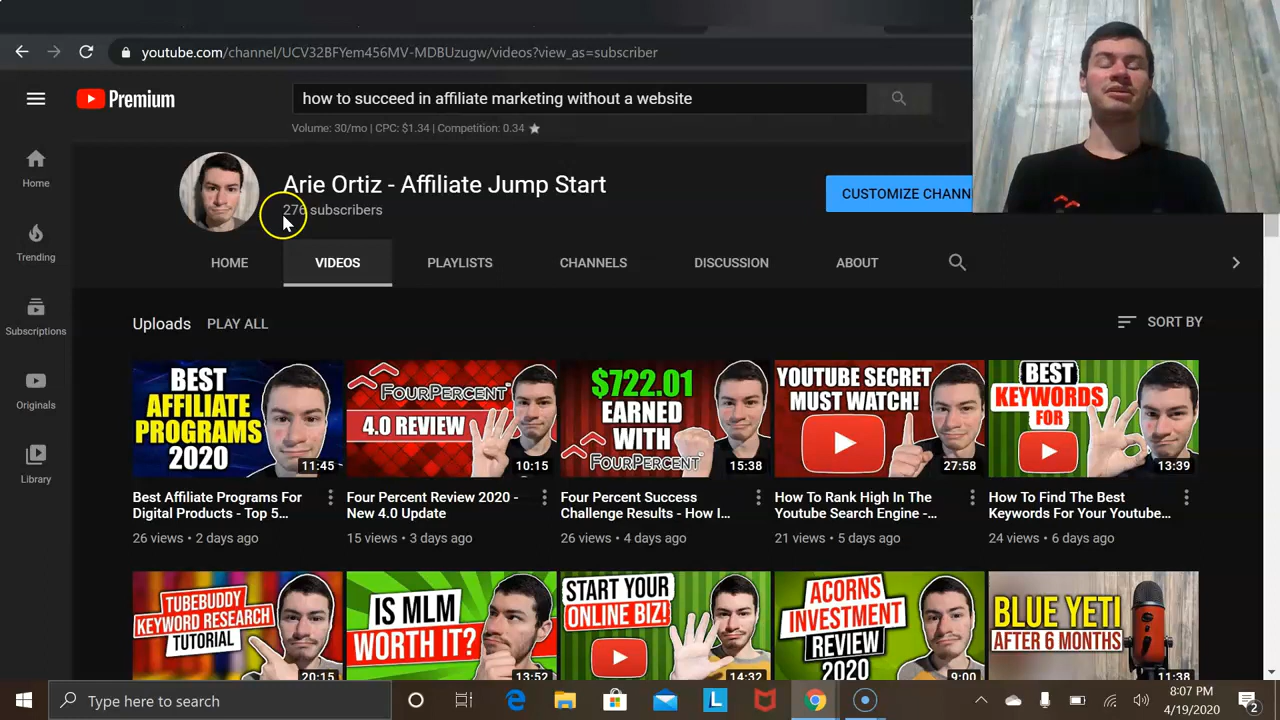 youtube.com/channel/UCV32BFYem456MV-MDBUzugw/videos?view_as=subscriber
Premium
how to succeed in affiliate marketing without a website
Volume: 30/mo | CPC: $1.34 | Competition: 0.34
Home
Trending
Subscriptions
Originals
Library
Arie Ortiz - Affiliate Jump Start
276 subscribers
CUSTOMIZE CHANN
HOME VIDEOS PLAYLISTS CHANNELS DISCUSSION ABOUT
Uploads PLAY ALL SORT BY
BEST
AFFILIATE
PROGRAMS
2020
11:45
FOURPERCENT
4.0 REVIEW
10:15
$722.01
EARNED
WITH
FOURPERCENT
15:38
YOUTUBE SECRET
MUST WATCH!
27:58
BEST
KEYWORDS
FOR
13:39
Best Affiliate Programs For
Digital Products - Top 5...
26 views • 2 days ago
Four Percent Review 2020 -
New 4.0 Update
15 views • 3 days ago
Four Percent Success
Challenge Results - How I...
26 views • 4 days ago
How To Rank High In The
Youtube Search Engine -...
21 views • 5 days ago
How To Find The Best
Keywords For Your Youtube...
24 views • 6 days ago
TUBEBUDDY
KEYWORD RESEARCH
TUTORIAL
20:15
IS MLM
WORTH IT?
13:52
START YOUR
ONLINE BIZ!
14:32
ACORNS
INVESTMENT
REVIEW
2020
9:00
BLUE YETI
AFTER 6 MONTHS
11:38
Type here to search
L
8:07 PM
4/19/2020
2